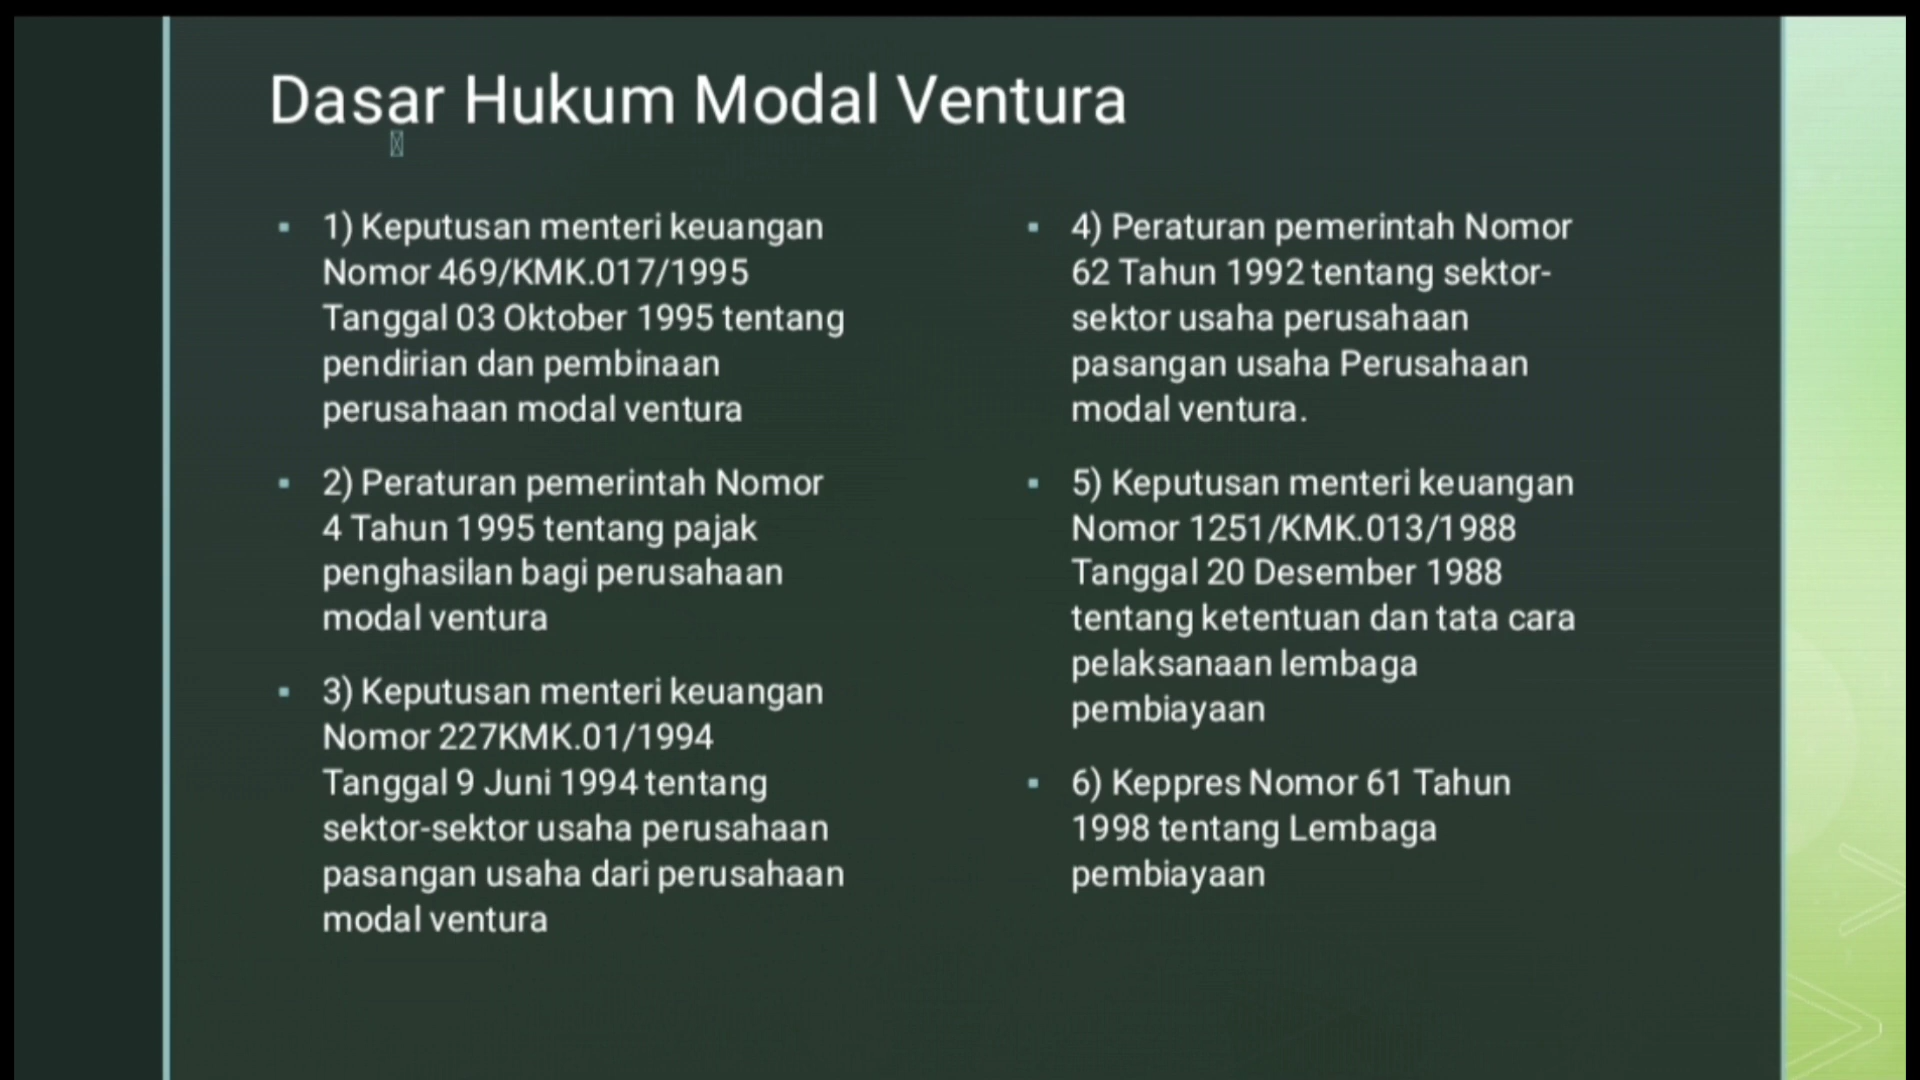 Dasar Hukum Modal Ventura
1) Keputusan menteri keuangan
Nomor 469/KMK.017/1995
Tanggal 03 Oktober 1995 tentang
pendirian dan pembinaan
perusahaan modal ventura
2) Peraturan pemerintah Nomor
4 Tahun 1995 tentang pajak
penghasilan bagi perusahaan
modal ventura
3) Keputusan menteri keuangan
Nomor 227KMK.01/1994
Tanggal 9 Juni 1994 tentang
sektor-sektor usaha perusahaan
pasangan usaha dari perusahaan
modal ventura
4) Peraturan pemerintah Nomor
62 Tahun 1992 tentang sektor-
sektor usaha perusahaan
pasangan usaha Perusahaan
modal ventura.
5) Keputusan menteri keuangan
Nomor 1251/KMK.013/1988
Tanggal 20 Desember 1988
tentang ketentuan dan tata cara
pelaksanaan lembaga
pembiayaan
6) Keppres Nomor 61 Tahun
1998 tentang Lembaga
pembiayaan